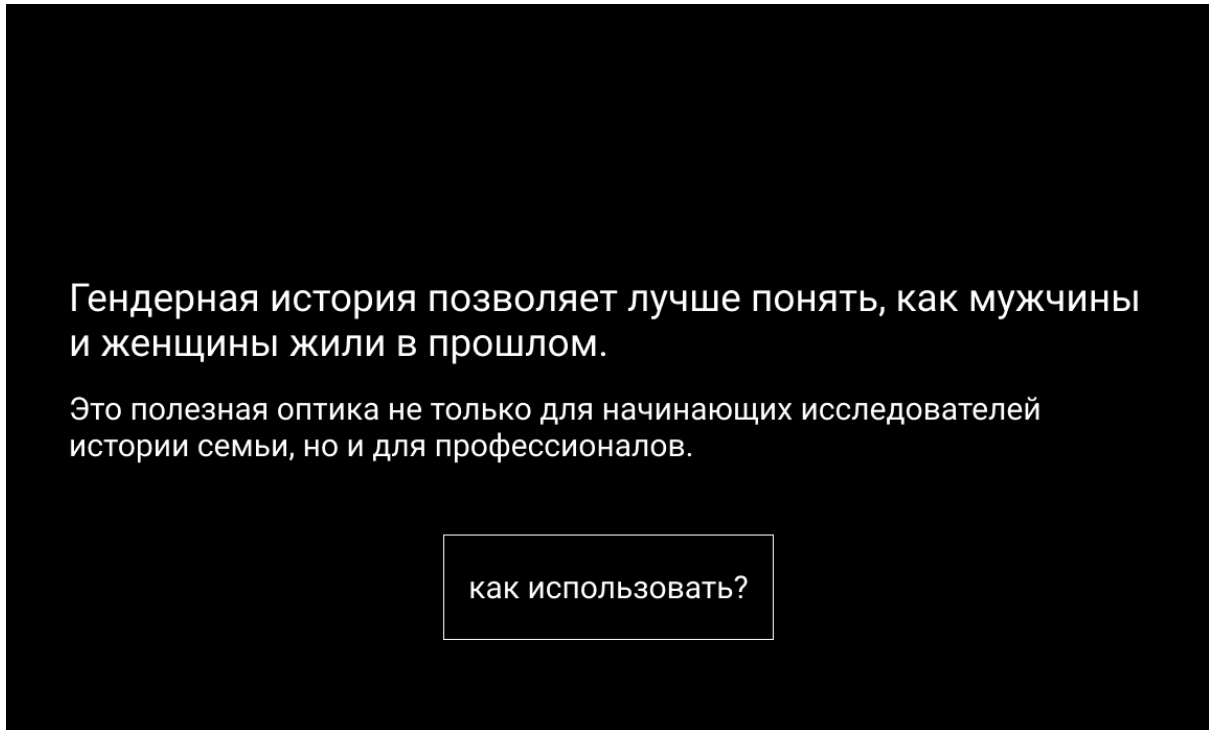 Гендерная история позволяет лучше понять, как мужчины
и женщины жили в прошлом.
Это полезная оптика не только для начинающих исследователей
истории семьи, но и для профессионалов.
как использовать?